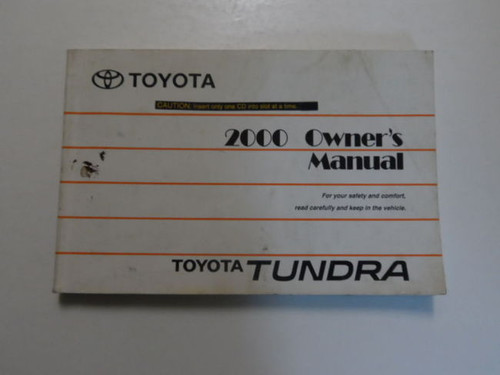 TOYOTA
CAUTION: Insert only one CD into slot at a time.
2000 Owner's
Manual
For your safety and comfort,
read carefully and keep in the vehicle.
TOYOTA TUNDRA